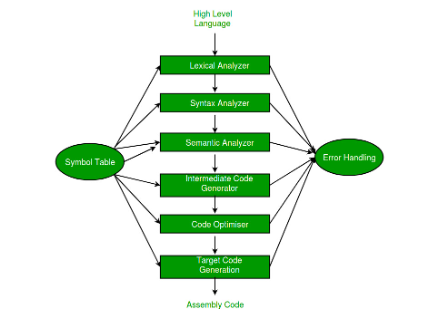 High Level
Language
Lexical Analyzer
Syntax Analyzer
Semantic Analyzer
Symbol Table
Error Handling
Intermediate Code
Generator
Code Optimiser
Target Code
Generation
Assembly Code